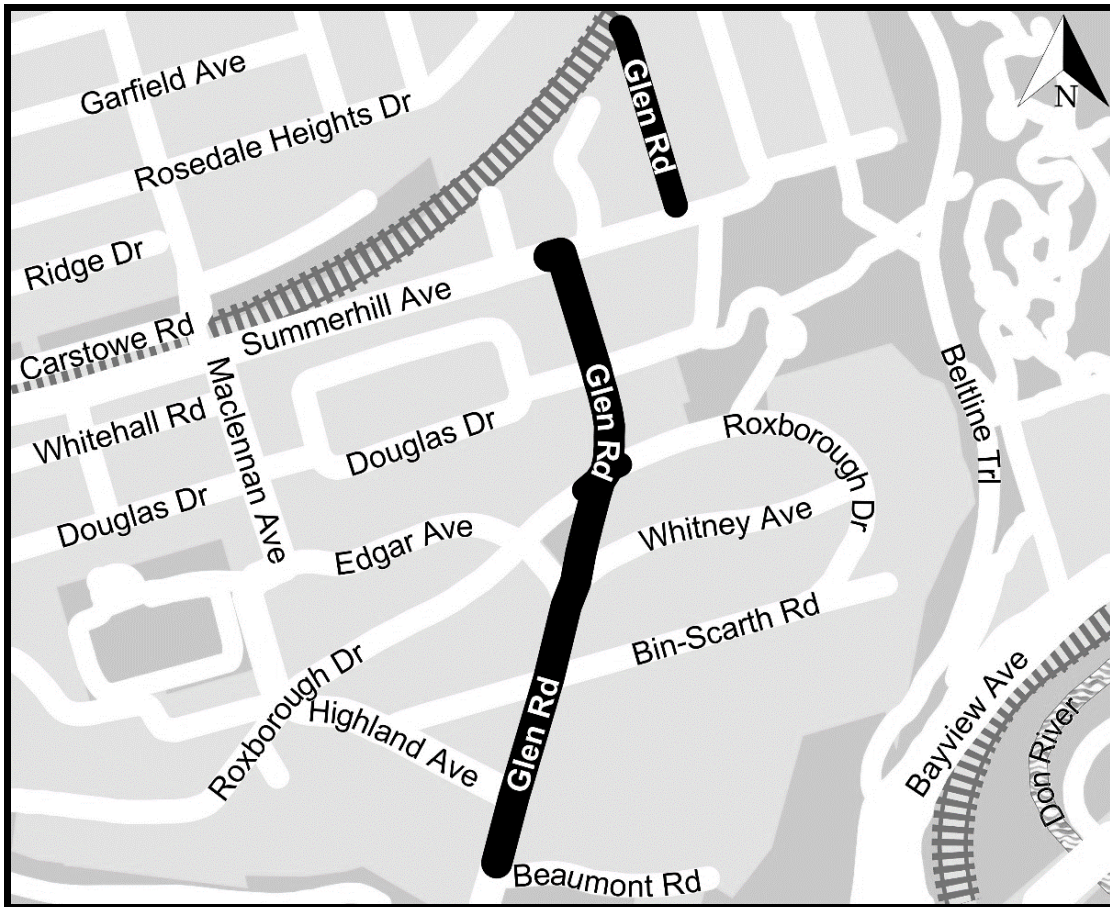 Garfield Ave
Glen Rd
N
Rosedale Heights Dr
Ridge Dr
Carstowe Rd
Summerhill Ave
Whitehall Rd
Maclennan Ave
Glen Rd
Beltline Trl
Douglas Dr
Roxborough Dr
Douglas Dr
Edgar Ave
Whitney Ave
Bin-Scarth Rd
Roxborough Dr
Highland Ave
Glen Rd
Bayview Ave
Don River
Beaumont Rd